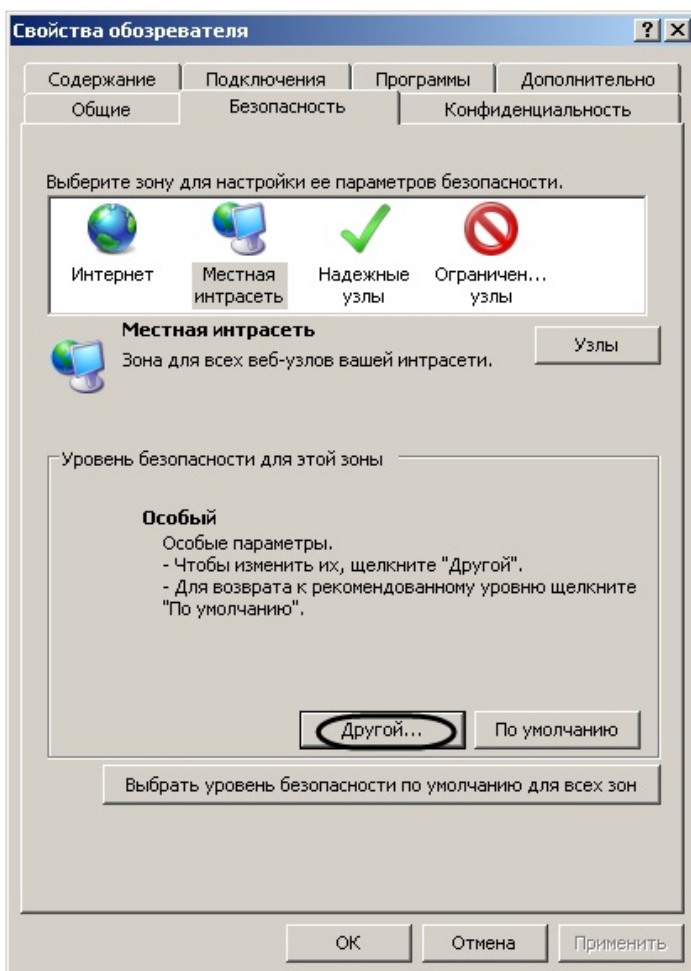 Свойства обозревателя
Содержание Подключения Программы Дополнительно
Общие Безопасность Конфиденциальность
Выберите зону для настройки ее параметров безопасности.
Интернет Местная интрасеть Надежные узлы Ограничен... узлы
Местная интрасеть
Зона для всех веб-узлов вашей интрасети.
Узлы
Уровень безопасности для этой зоны
Особый
Особые параметры.
- Чтобы изменить их, щелкните "Другой".
- Для возврата к рекомендованному уровню щелкните
"По умолчанию".
Другой... По умолчанию
Выбрать уровень безопасности по умолчанию для всех зон
ОК Отмена Применить